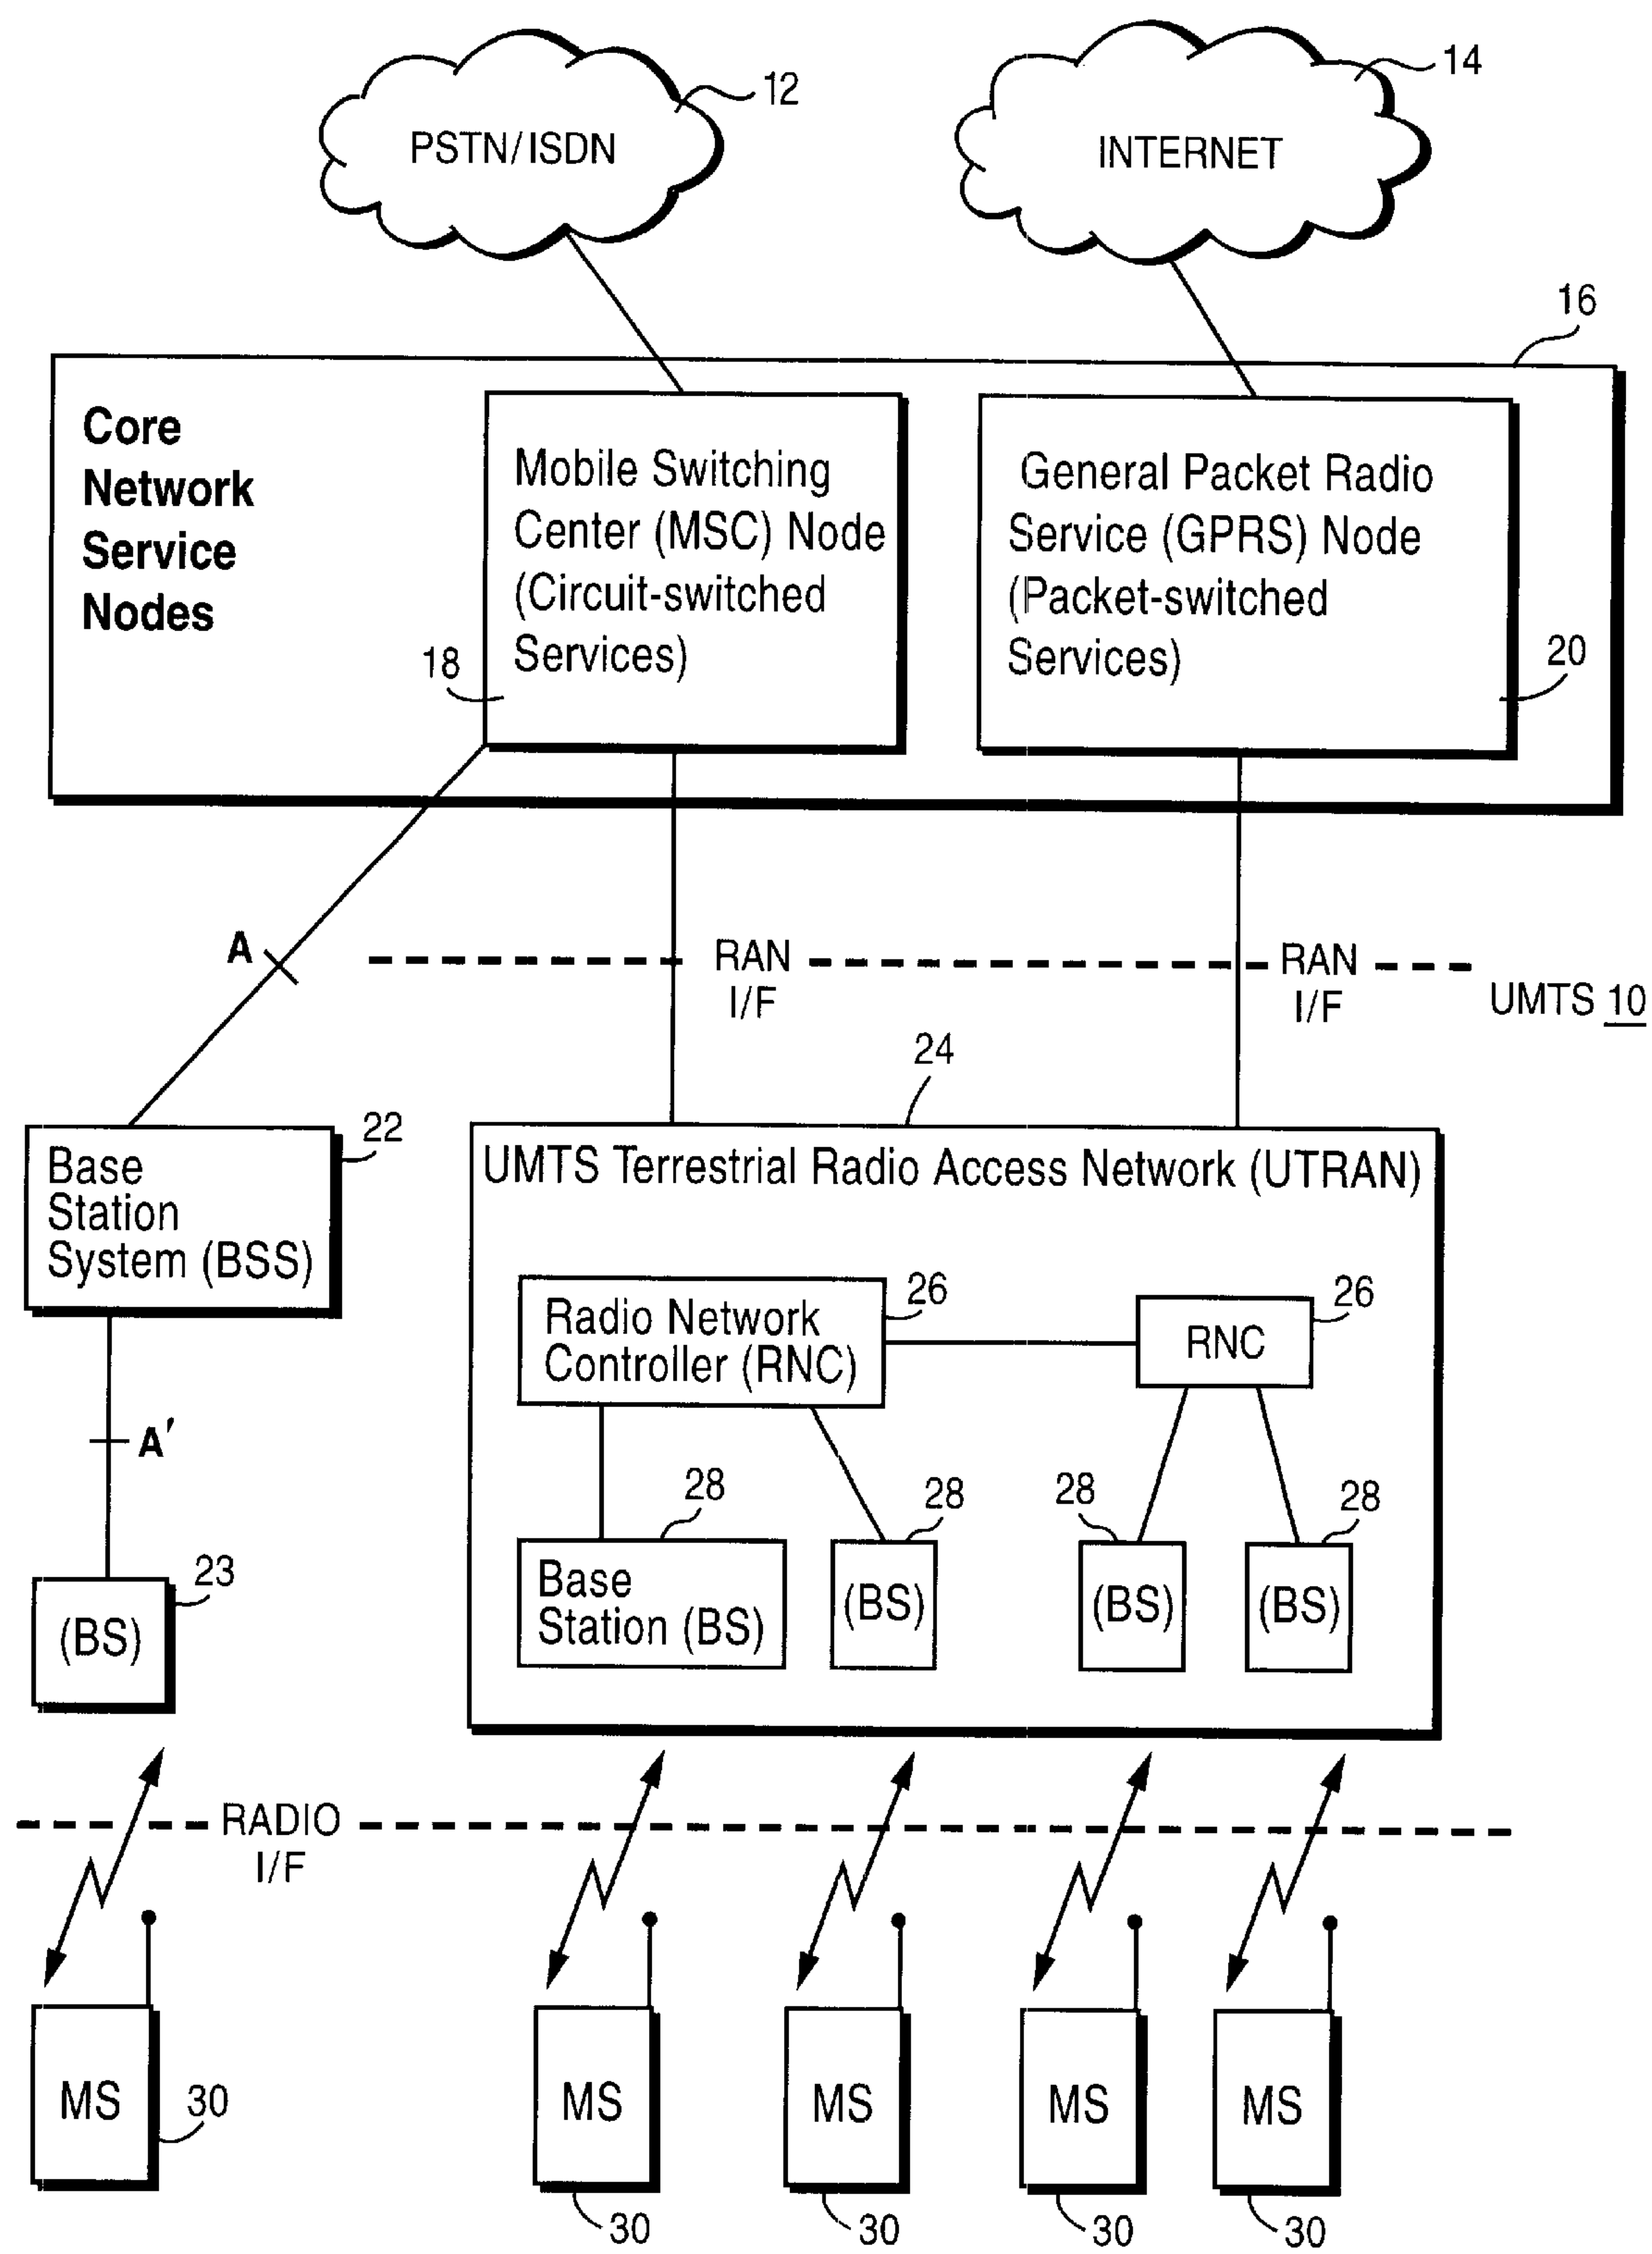 12
14
PSTN/ISDN
INTERNET
16
Core
Network
Service
Nodes
Mobile Switching
Center (MSC) Node
(Circuit-switched
Services)
18
General Packet Radio
Service (GPRS) Node
(Packet-switched
Services)
20
A
RAN
I/F
RAN
I/F
UMTS 10
24
22
Base
Station
System (BSS)
UMTS Terrestrial Radio Access Network (UTRAN)
26
Radio Network
Controller (RNC)
26
RNC
A'
28
28
28
28
Base
Station (BS)
(BS)
(BS)
(BS)
23
(BS)
RADIO
I/F
MS
30
MS
MS
MS
MS
30
30
30
30